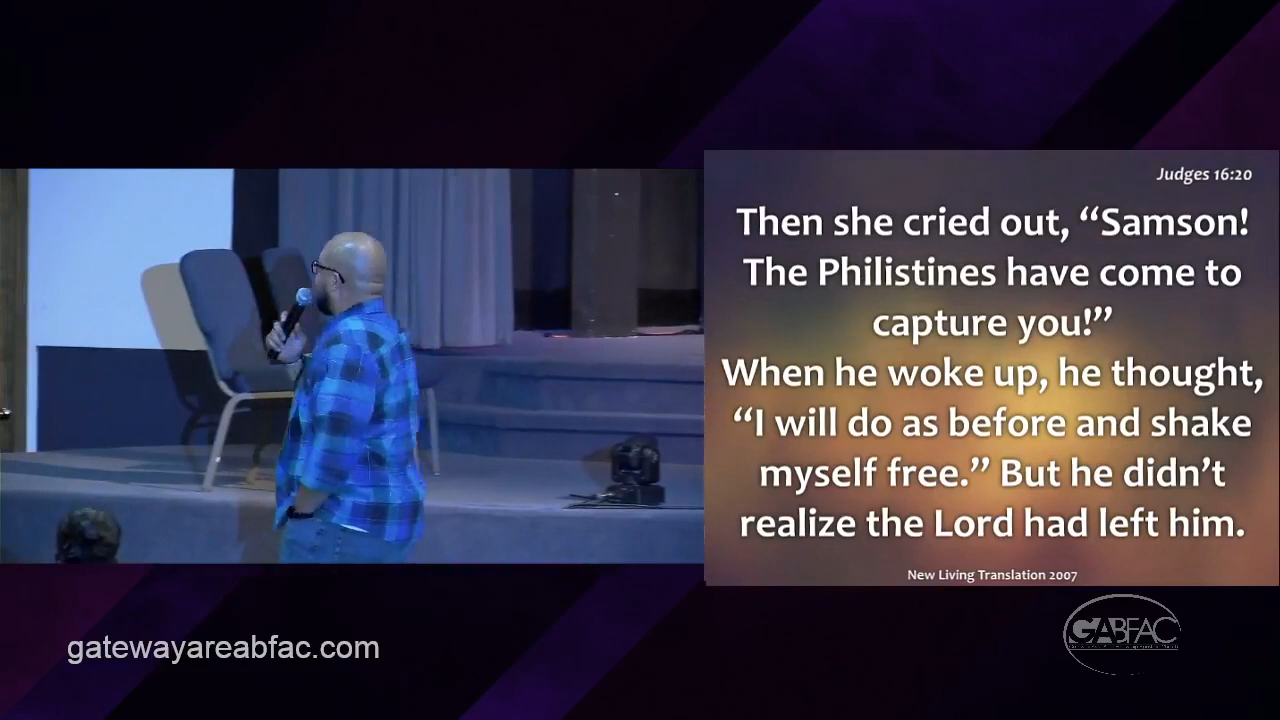 Judges 16:20
Then she cried out, “Samson!
The Philistines have come to
capture you!”
When he woke up, he thought,
“I will do as before and shake
myself free.” But he didn’t
realize the Lord had left him.
New Living Translation 2007
gatewayareabfac.com
GABFAC